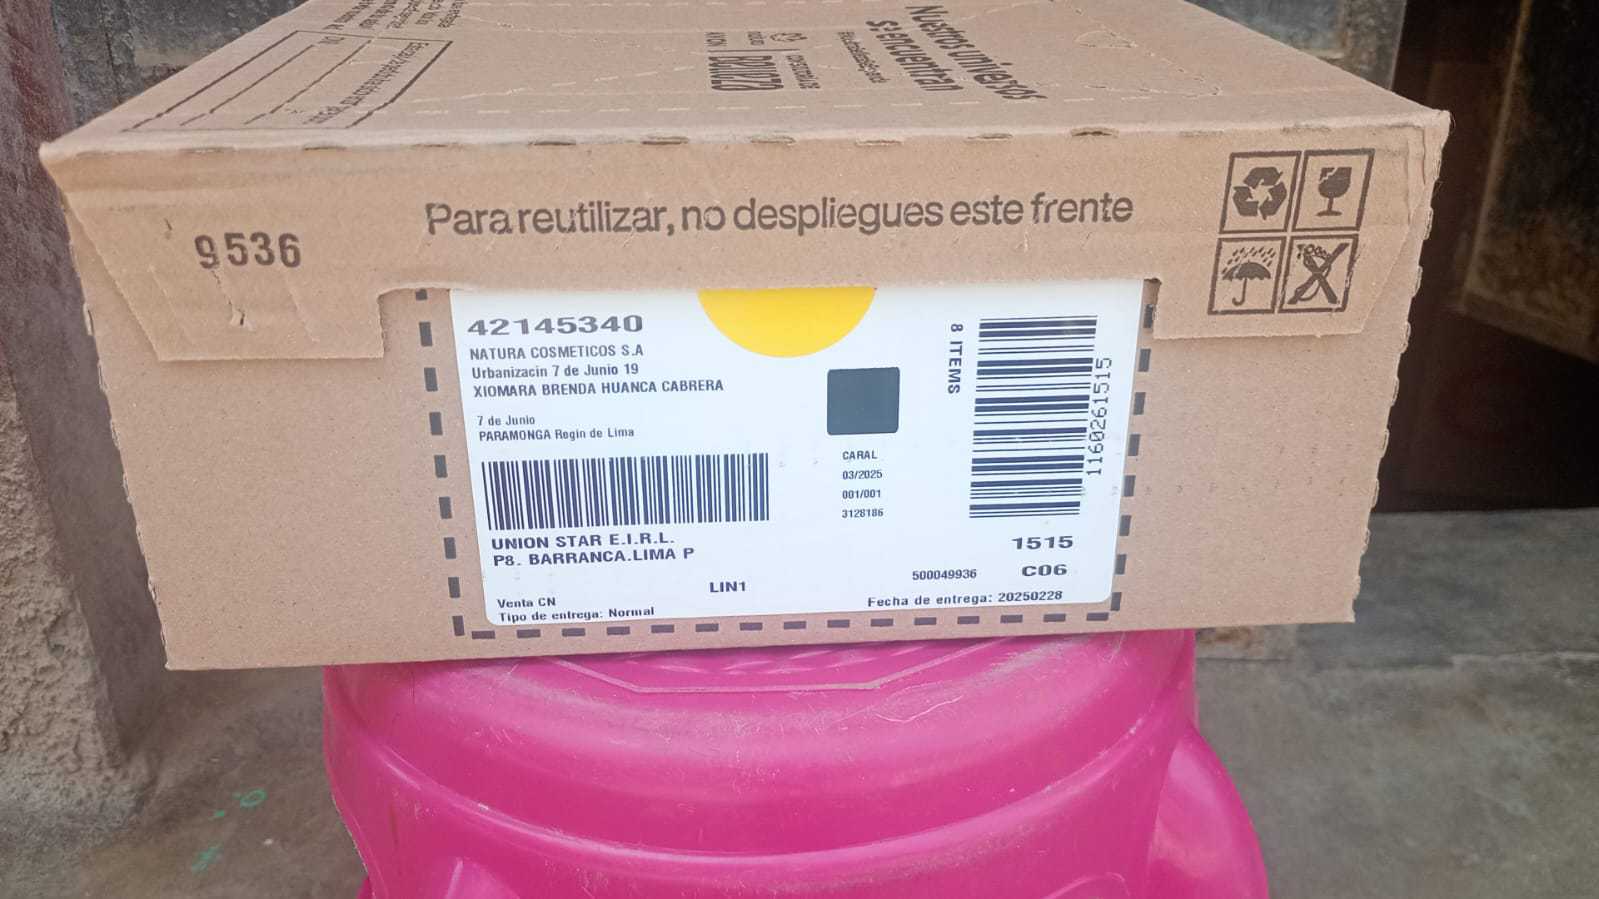 Nuestros universos
se encuentran
natura
AVON
9536
Para reutilizar, no despliegues este frente
42145340
NATURA COSMETICOS S.A
Urbanizacin 7 de Junio 19
XIOMARA BRENDA HUANCA CABRERA
7 de Junio
PARAMONGA Regin de Lima
8 ITEMS
1160261515
CARAL
03/2025
001/001
3128186
UNION STAR E.I.R.L.
P8. BARRANCA.LIMA P
1515
LIN1
500049936
C06
Venta CN
Tipo de entrega: Normal
Fecha de entrega: 20250228